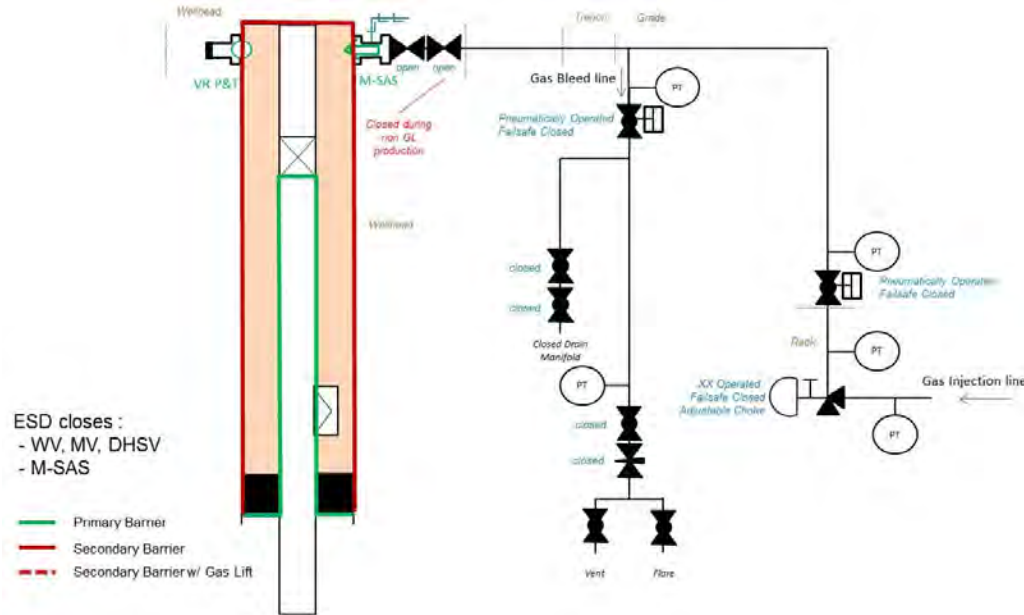 Wellhead
VR P&T
M-SAS
open
open
Closed during
non GL
production
Wellhead
Grade
Gas Bleed line
PT
Pneumatically Operated
Failsafe Closed
closed
closed
Closed Drain
Manifold
PT
closed
closed
Vent
Flare
PT
Pneumatically Operated
Failsafe Closed
Rack
PT
XX Operated
Failsafe Closed
Adjustable Choke
Gas Injection line
PT
ESD closes :
- WV, MV, DHSV
- M-SAS
Primary Barrier
Secondary Barrier
Secondary Barrier w/ Gas Lift